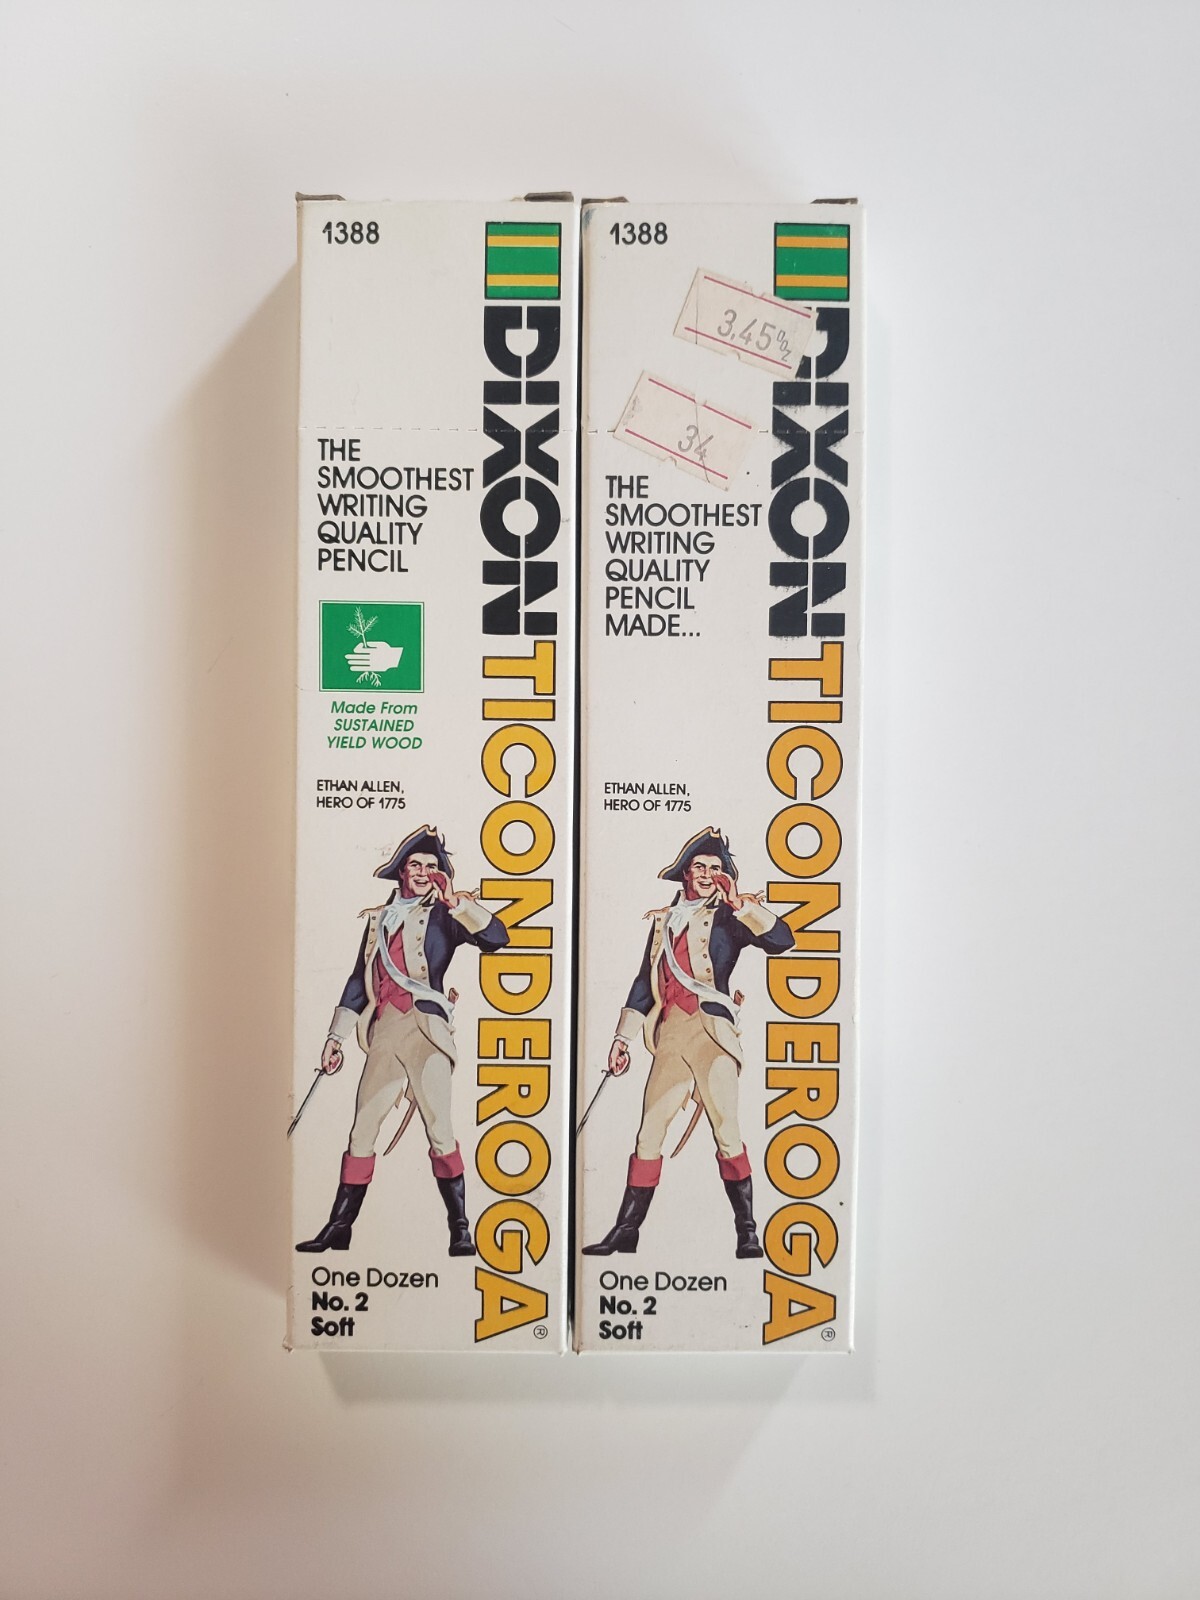 1388
DIXON TICONDEROGA®
THE
SMOOTHEST
WRITING
QUALITY
PENCIL
Made From
SUSTAINED
YIELD WOOD
ETHAN ALLEN,
HERO OF 1775
One Dozen
No. 2
Soft
1388
DIXON TICONDEROGA®
3.45
34
THE
SMOOTHEST
WRITING
QUALITY
PENCIL
MADE...
ETHAN ALLEN,
HERO OF 1775
One Dozen
No. 2
Soft